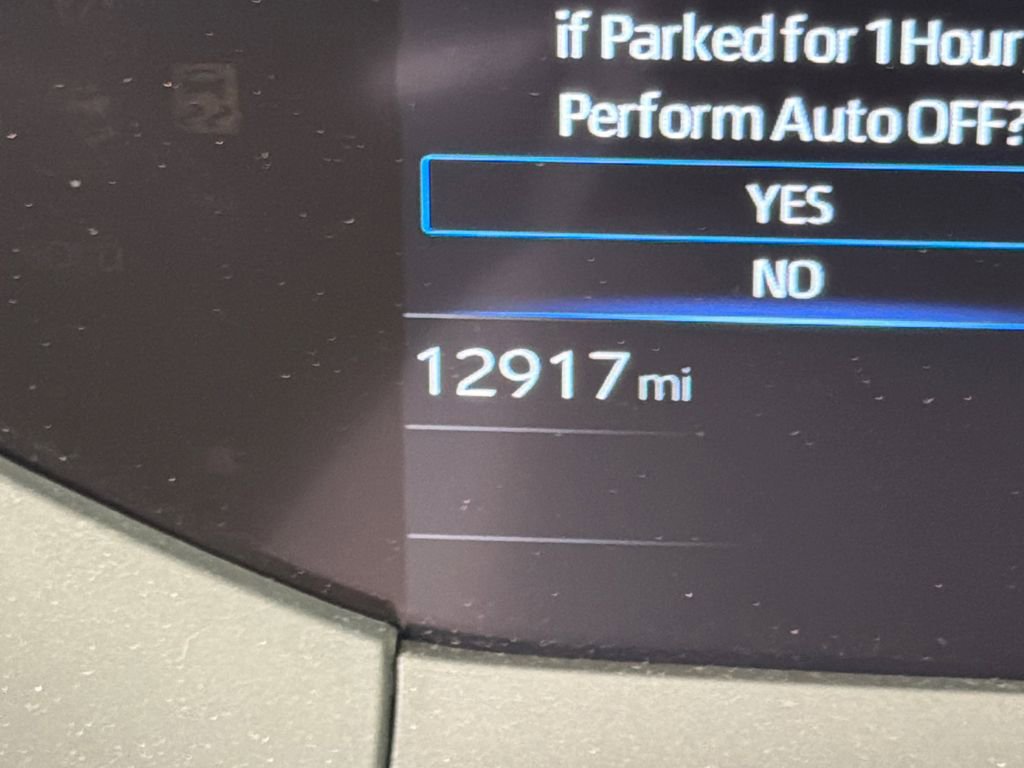 if Parked for 1 Hour,
Perform Auto OFF?
YES
NO
12917 mi